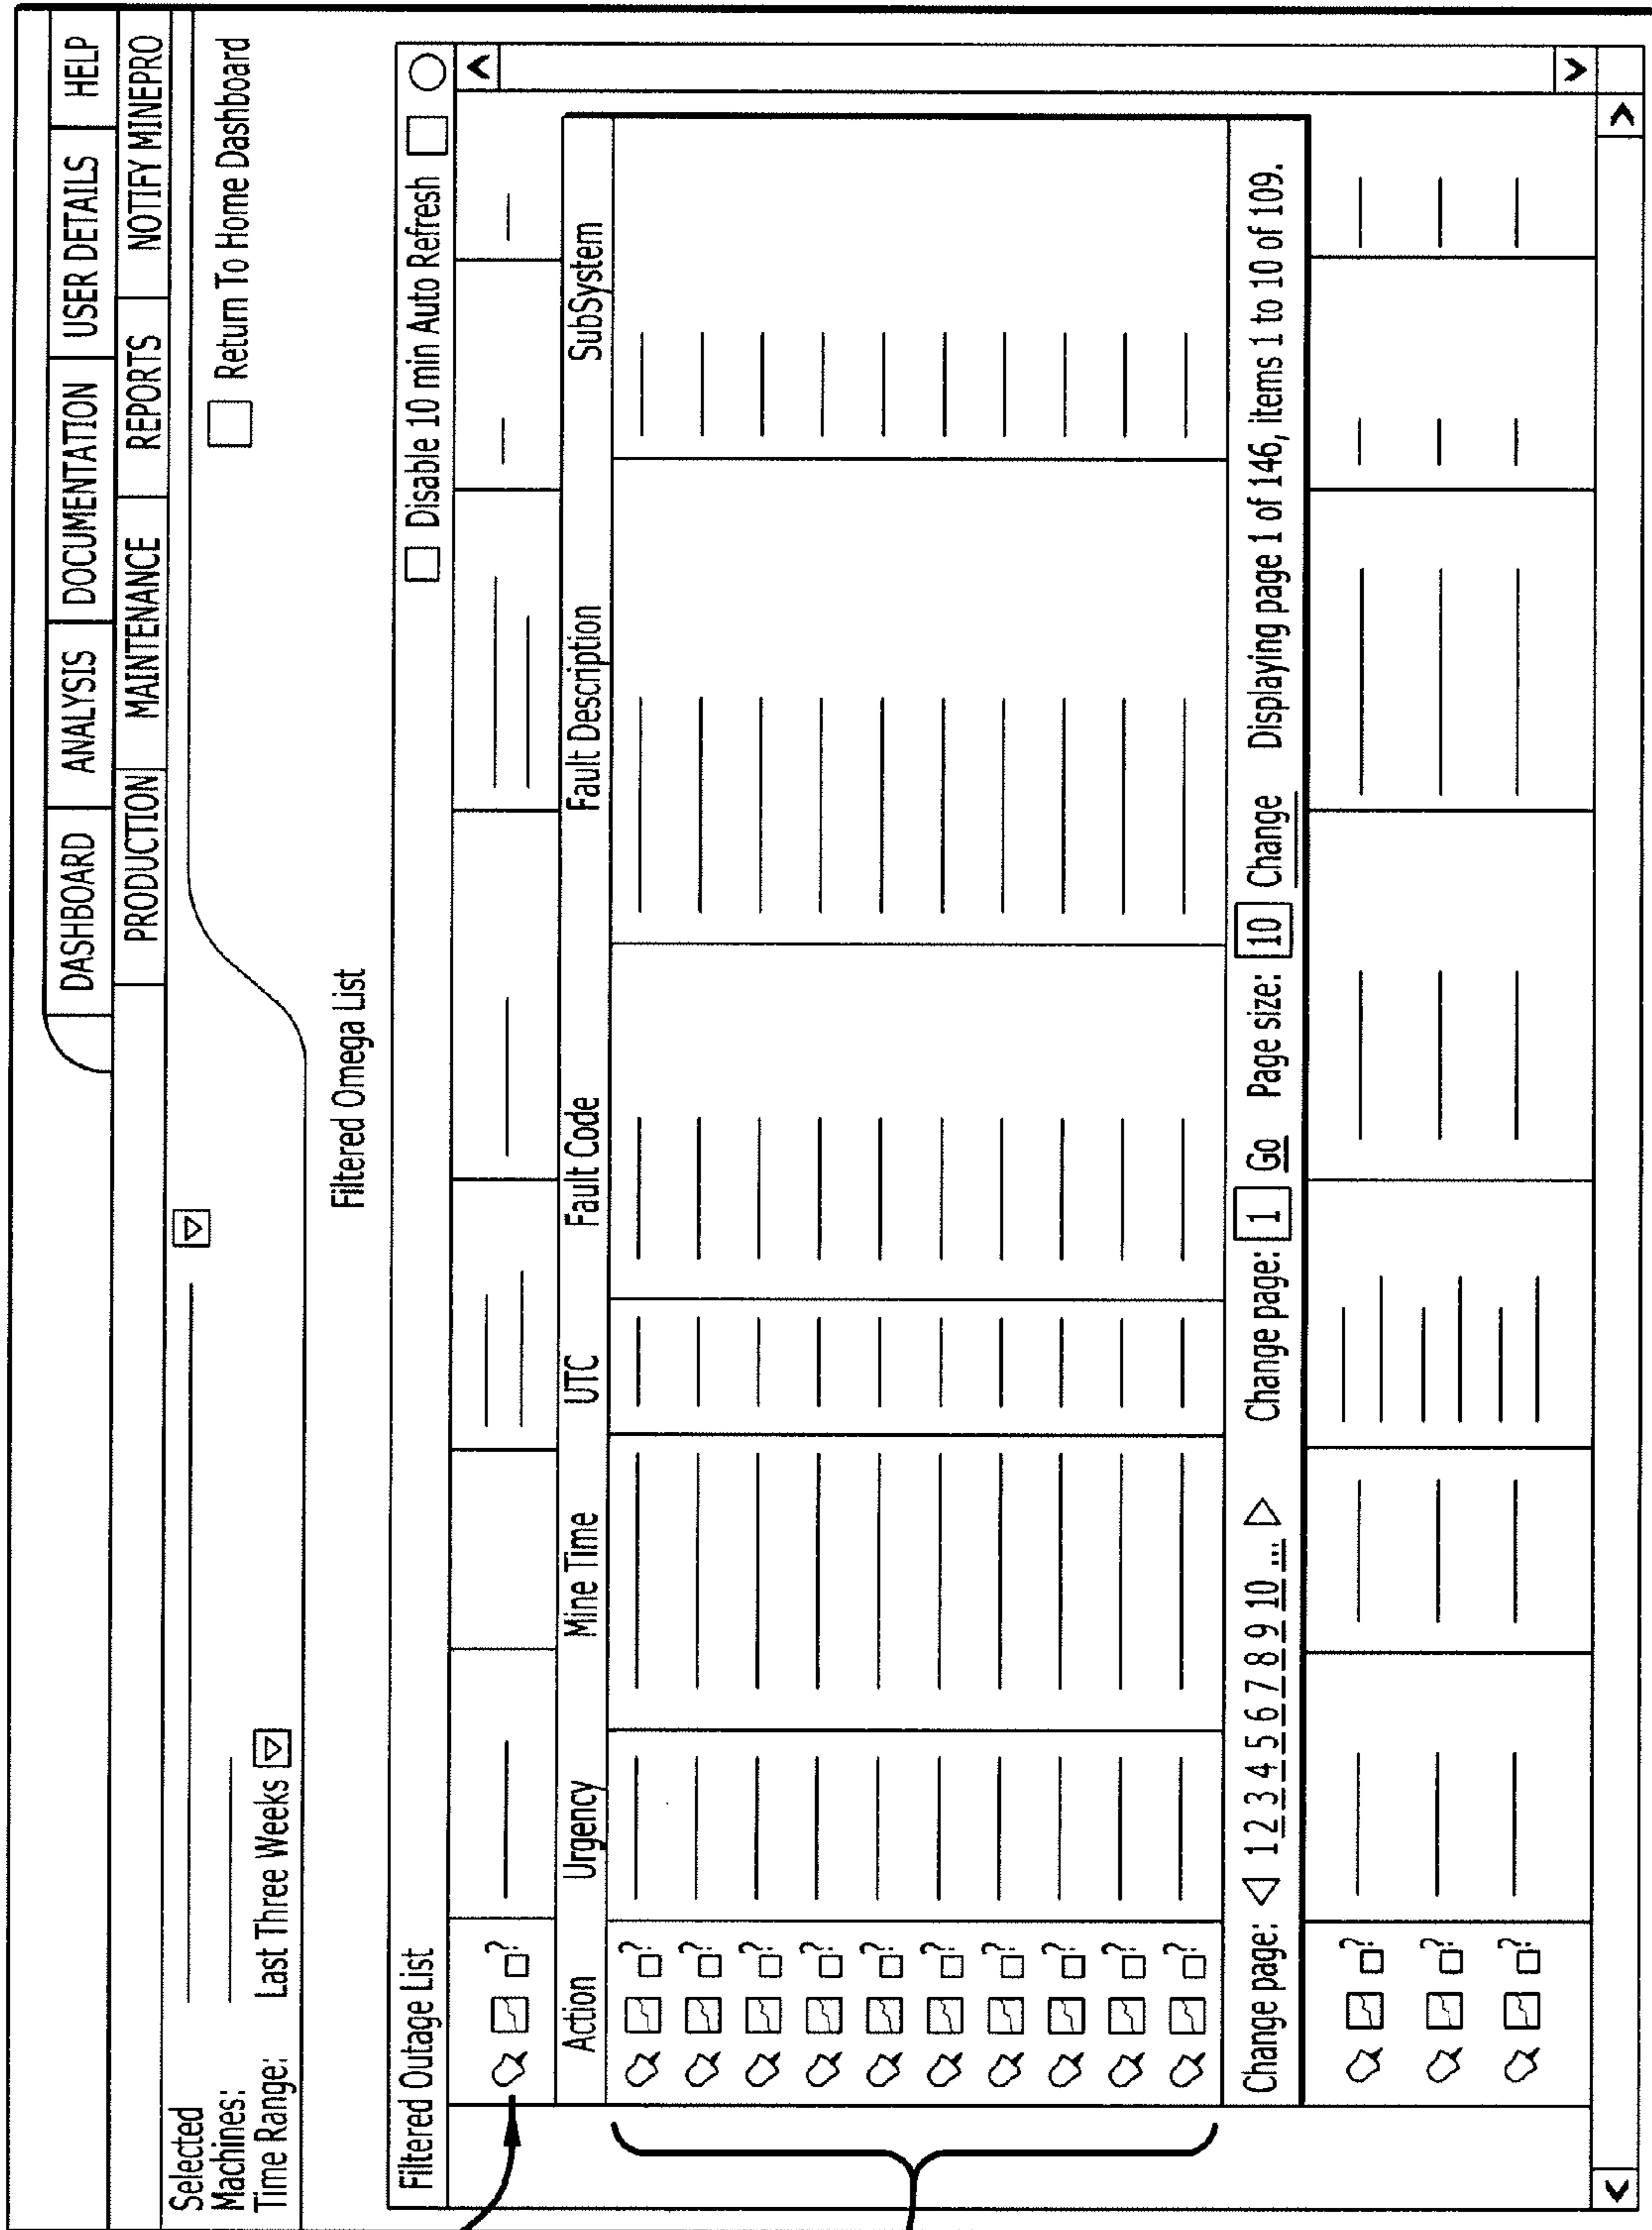 DASHBOARD ANALYSIS DOCUMENTATION USER DETAILS HELP
PRODUCTION MAINTENANCE REPORTS NOTIFY MINEPRO
Selected
Machines:
Time Range: Last Three Weeks
Return To Home Dashboard
Filtered Omega List
Filtered Outage List Disable 10 min Auto Refresh
?
Action Urgency Mine Time UTC Fault Code Fault Description SubSystem
?
?
?
?
?
?
?
?
?
?
Change page: 1 2 3 4 5 6 7 8 9 10 ... Change page: 1 Go Page size: 10 Change Displaying page 1 of 146, items 1 to 10 of 109.
?
?
?